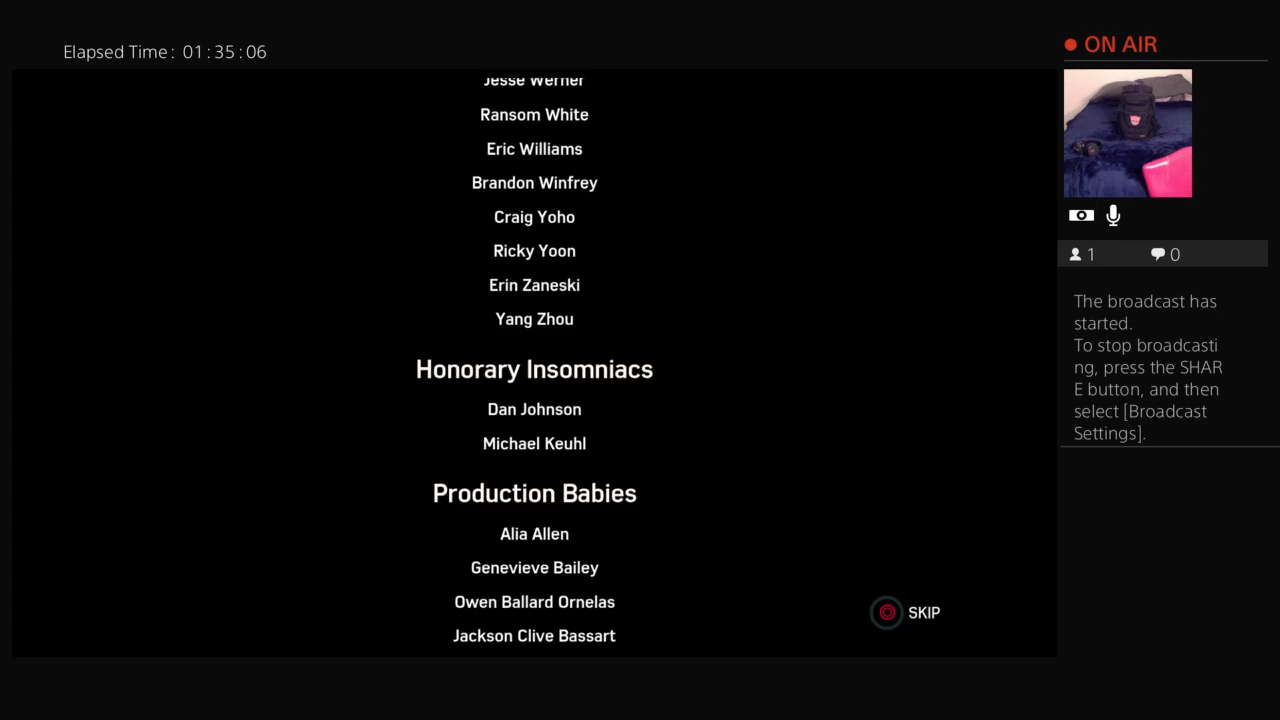 Elapsed Time: 01:35:06
ON AIR
Jesse Werner
Ransom White
Eric Williams
Brandon Winfrey
Craig Yoho
Ricky Yoon
Erin Zaneski
Yang Zhou
Honorary Insomniacs
Dan Johnson
Michael Keuhl
Production Babies
Alia Allen
Genevieve Bailey
Owen Ballard Ornelas
Jackson Clive Bassart
SKIP
1
0
The broadcast has
started.
To stop broadcasti
ng, press the SHAR
E button, and then
select [Broadcast
Settings].